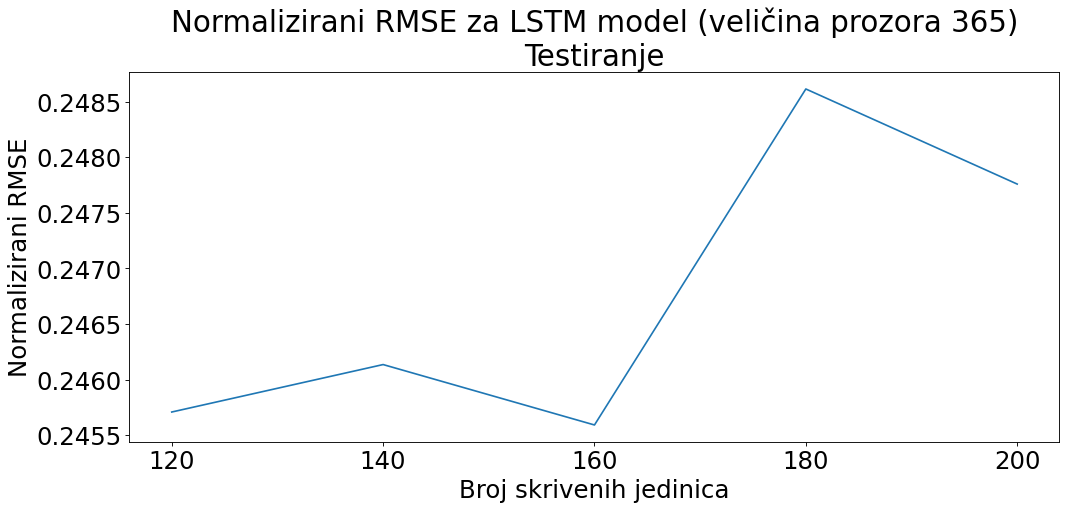 Normalizirani RMSE za LSTM model (veličina prozora 365)
Testiranje
Normalizirani RMSE
0.2485
0.2480
0.2475
0.2470
0.2465
0.2460
0.2455
120 140 160 180 200
Broj skrivenih jedinica